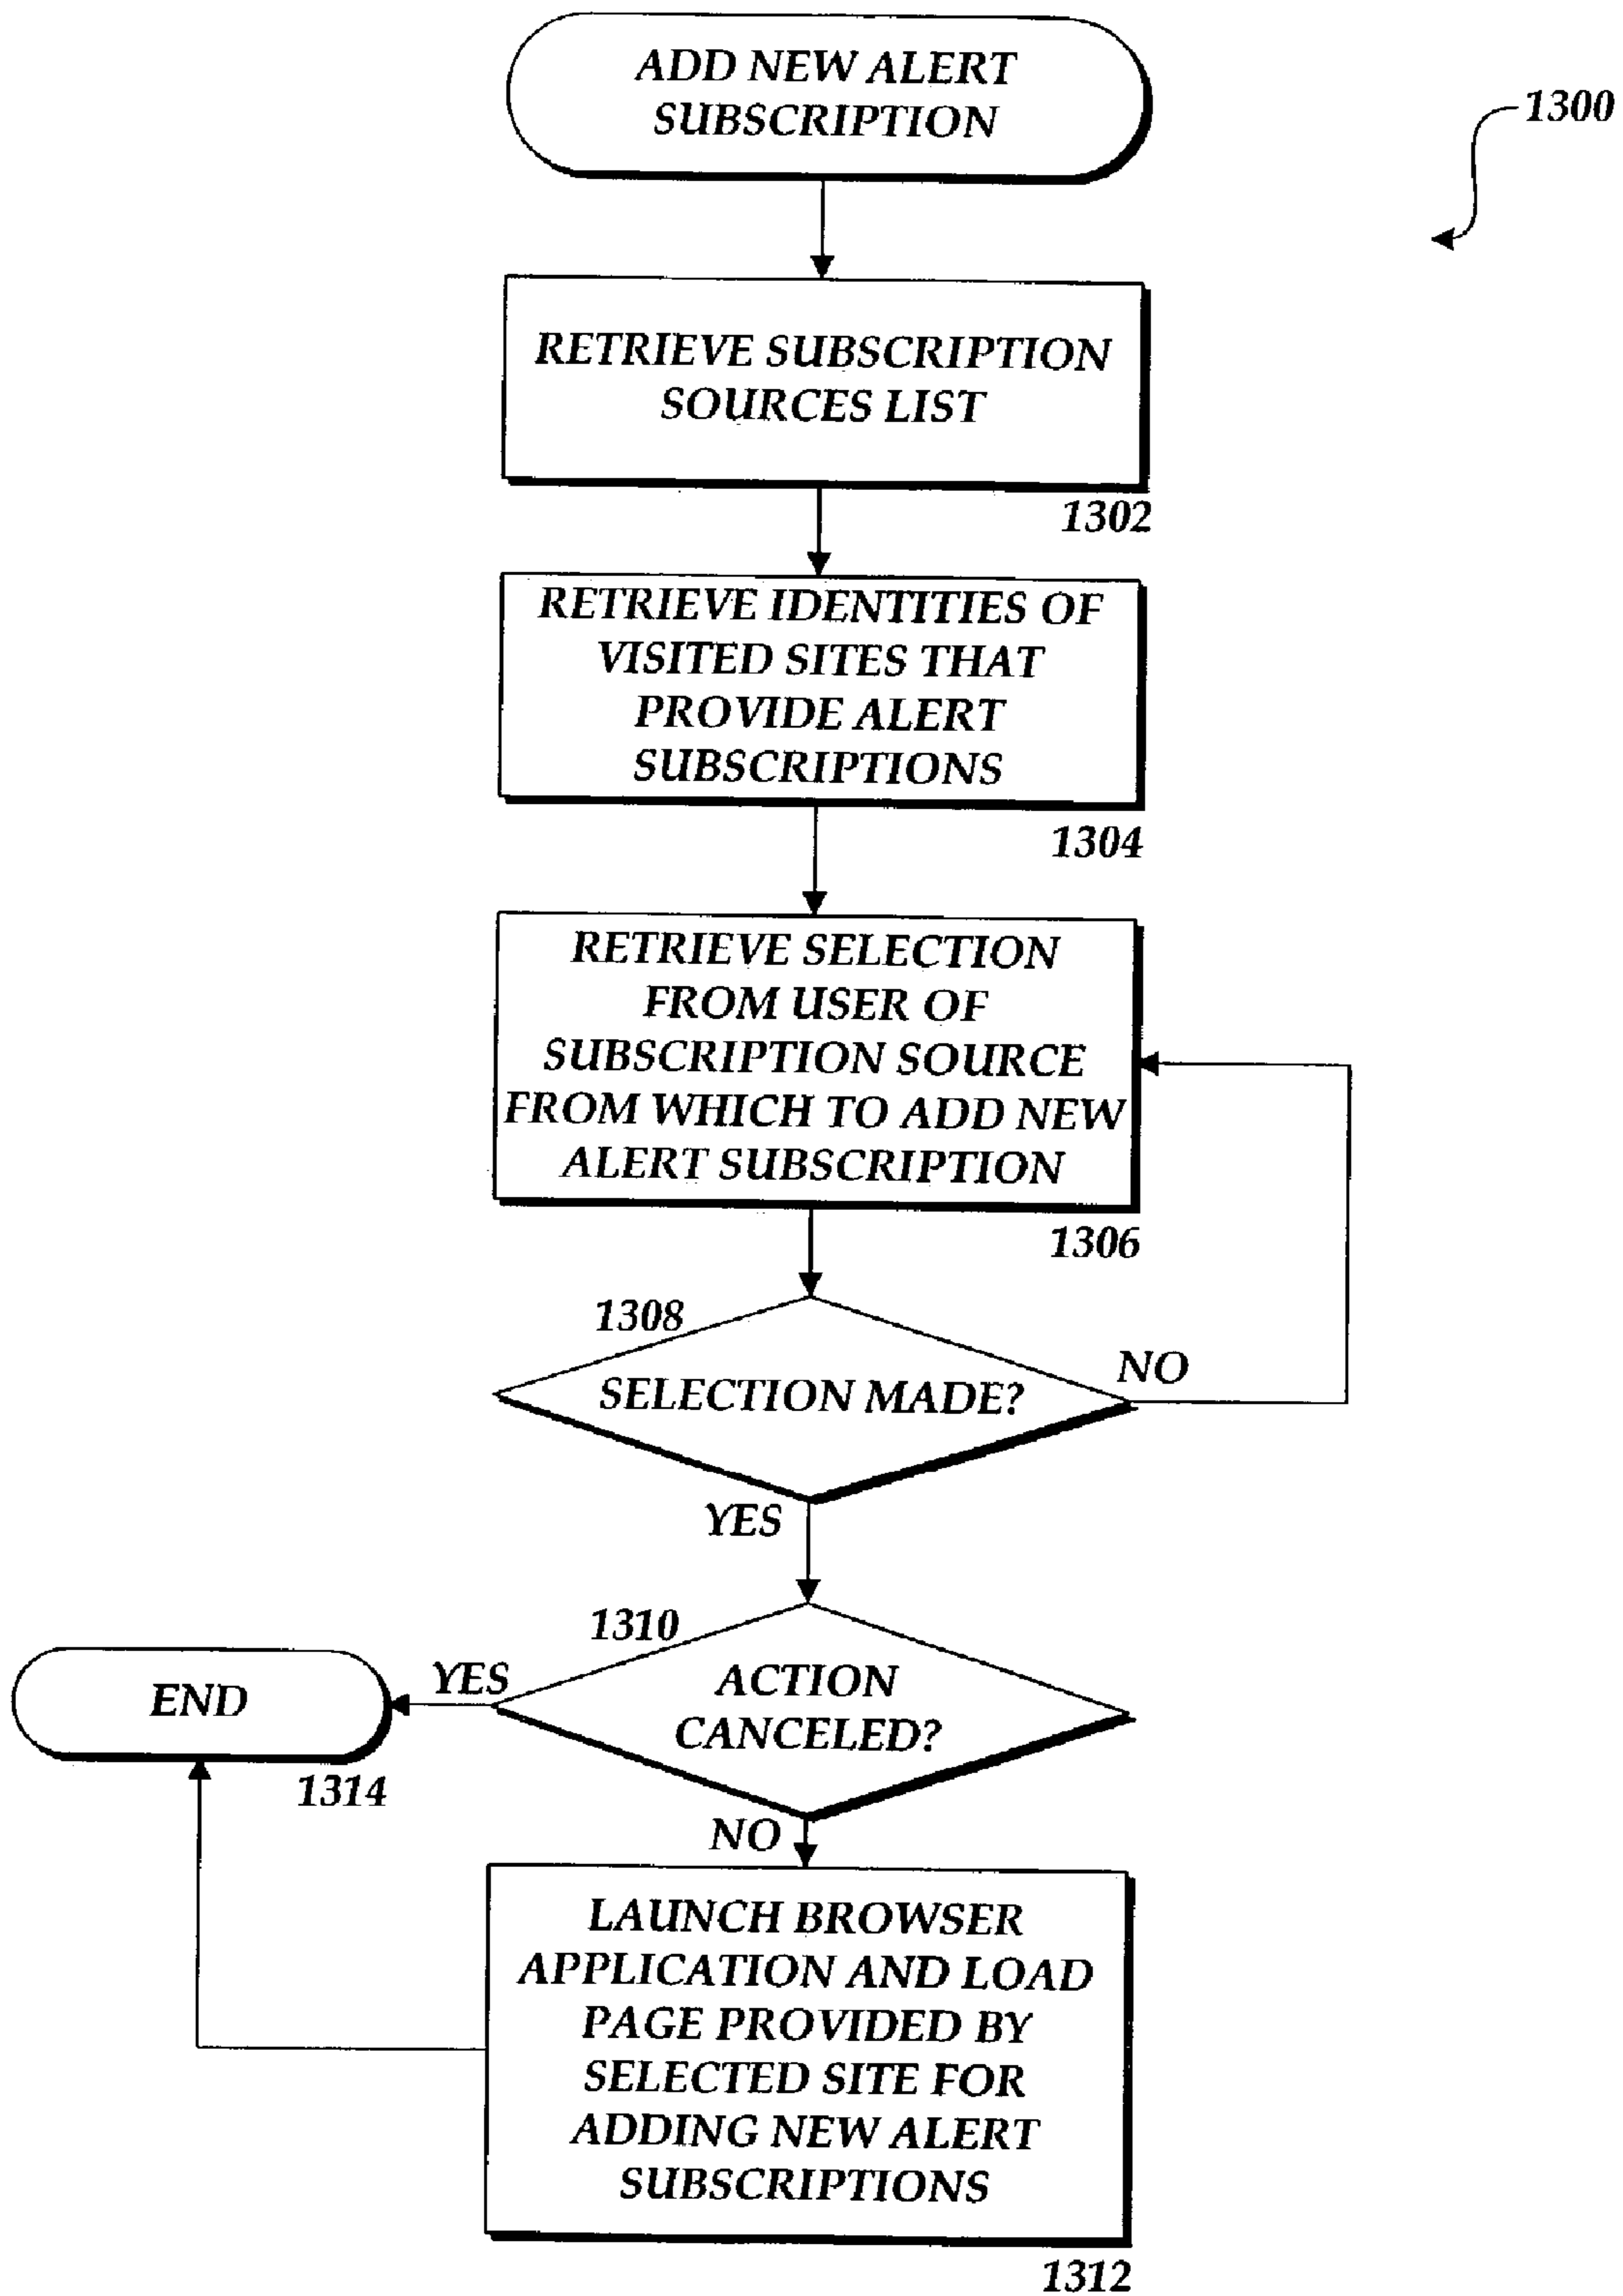 ADD NEW ALERT
SUBSCRIPTION
1300
RETRIEVE SUBSCRIPTION
SOURCES LIST
1302
RETRIEVE IDENTITIES OF
VISITED SITES THAT
PROVIDE ALERT
SUBSCRIPTIONS
1304
RETRIEVE SELECTION
FROM USER OF
SUBSCRIPTION SOURCE
FROM WHICH TO ADD NEW
ALERT SUBSCRIPTION
1306
1308
SELECTION MADE?
NO
YES
1310
ACTION
CANCELED?
YES
END
1314
NO
LAUNCH BROWSER
APPLICATION AND LOAD
PAGE PROVIDED BY
SELECTED SITE FOR
ADDING NEW ALERT
SUBSCRIPTIONS
1312